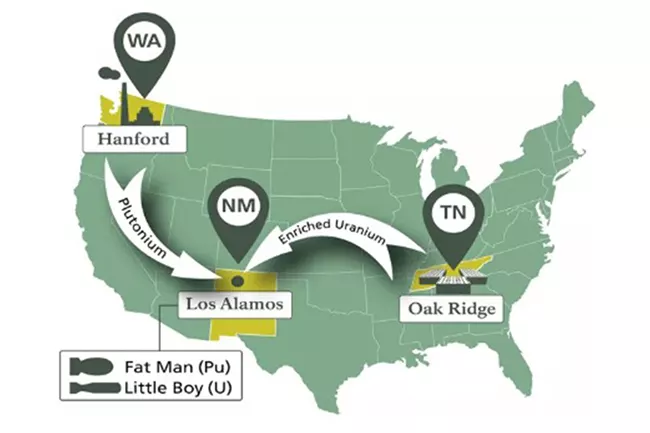 WA
Hanford
Plutonium
NM
Enriched Uranium
TN
Los Alamos
Oak Ridge
Fat Man (Pu)
Little Boy (U)